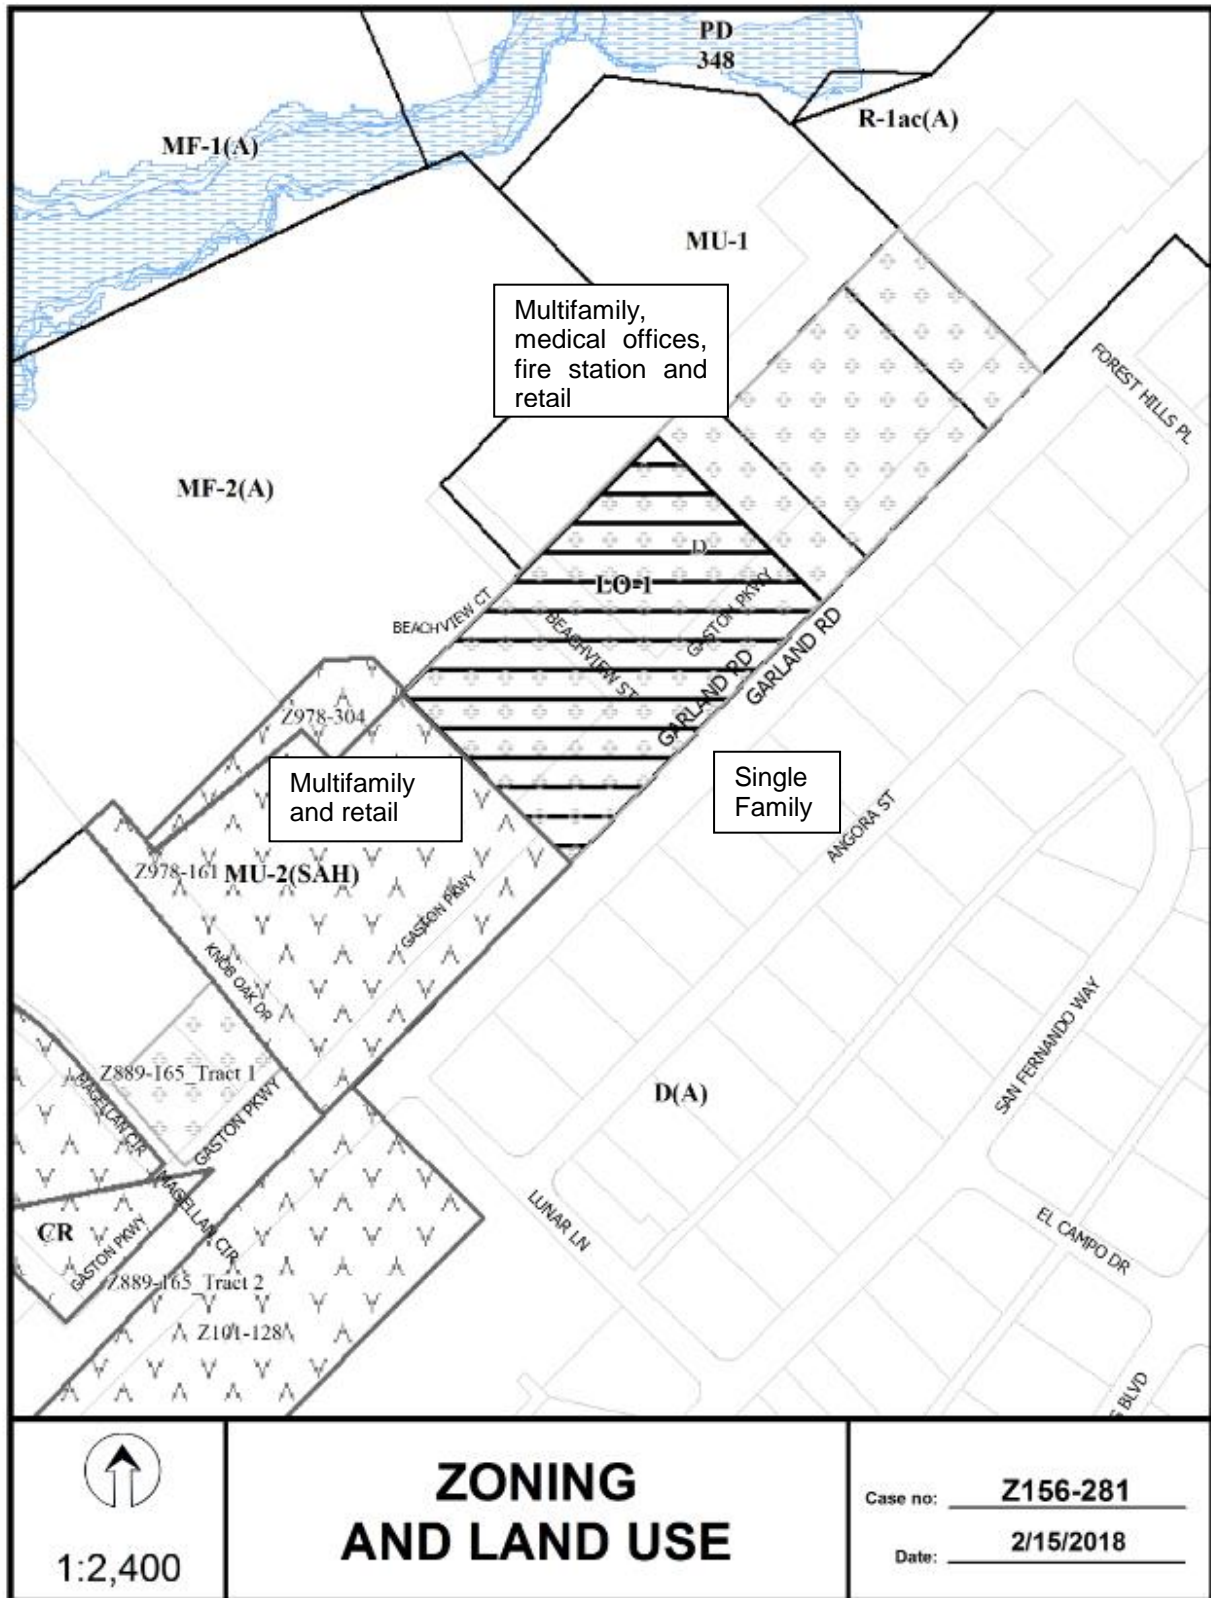 PD
348
MF-1(A)
R-1ac(A)
MU-1
Multifamily,
medical offices,
fire station and
retail
FOREST HILLS PL
MF-2(A)
D
LO-1
GASTON PKWY
BEACHVIEW CT
BEACHVIEW ST
GARLAND RD
GARLAND RD
Z978-304
Multifamily
and retail
Single
Family
ANGORA ST
Z978-161
MU-2(SAH)
GASTON PKWY
KNOB OAK DR
SAN FERNANDO WAY
Z889-165_Tract 1
MAGELLAN CIR
GASTON PKWY
D(A)
MAGELLAN CIR
LUNAR LN
EL CAMPO DR
CR
GASTON PKWY
Z889-165_Tract 2
Z101-128
BLVD
1:2,400
ZONING
AND LAND USE
Case no: Z156-281
Date: 2/15/2018